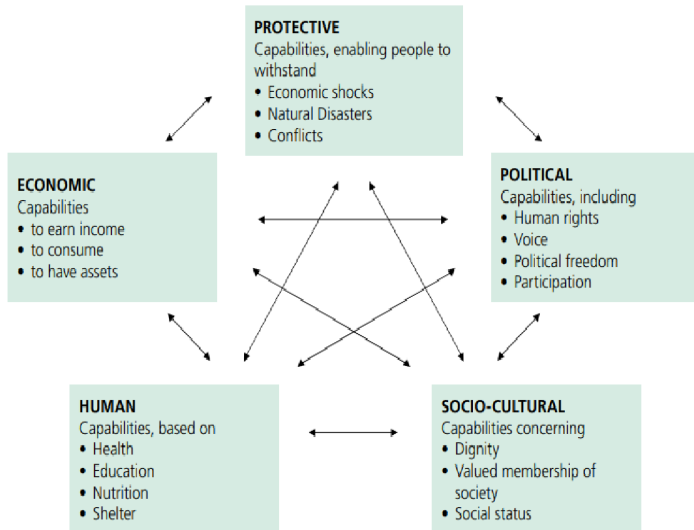 PROTECTIVE
Capabilities, enabling people to
withstand
• Economic shocks
• Natural Disasters
• Conflicts
ECONOMIC
Capabilities
• to earn income
• to consume
• to have assets
POLITICAL
Capabilities, including
• Human rights
• Voice
• Political freedom
• Participation
HUMAN
Capabilities, based on
• Health
• Education
• Nutrition
• Shelter
SOCIO-CULTURAL
Capabilities concerning
• Dignity
• Valued membership of
society
• Social status